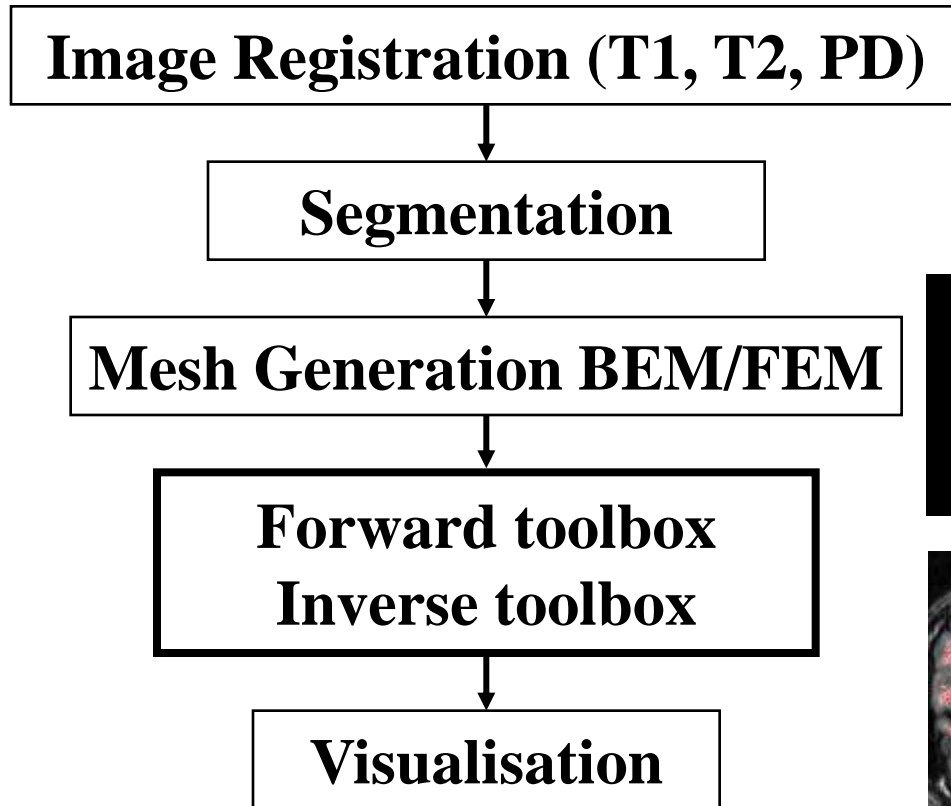 Image Registration (T1, T2, PD)
Segmentation
Mesh Generation BEM/FEM
Forward toolbox
Inverse toolbox
Visualisation